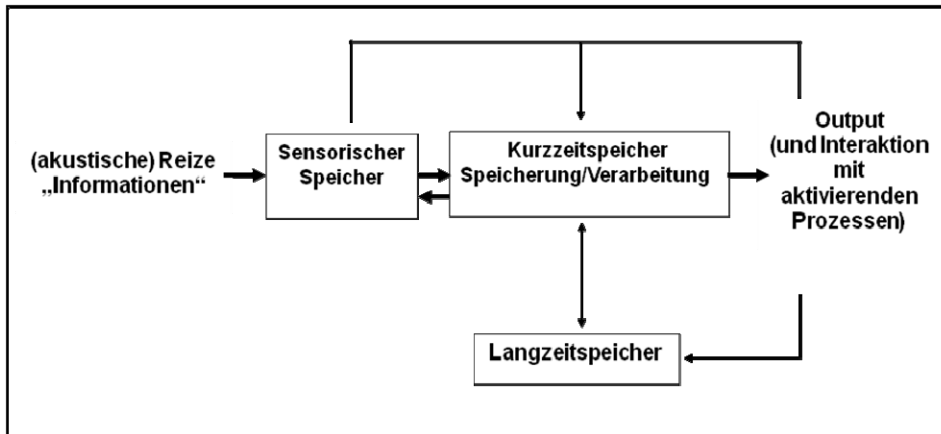 (akustische) Reize
„Informationen“
Sensorischer
Speicher
Kurzzeitspeicher
Speicherung/Verarbeitung
Output
(und Interaktion
mit
aktivierenden
Prozessen)
Langzeitspeicher